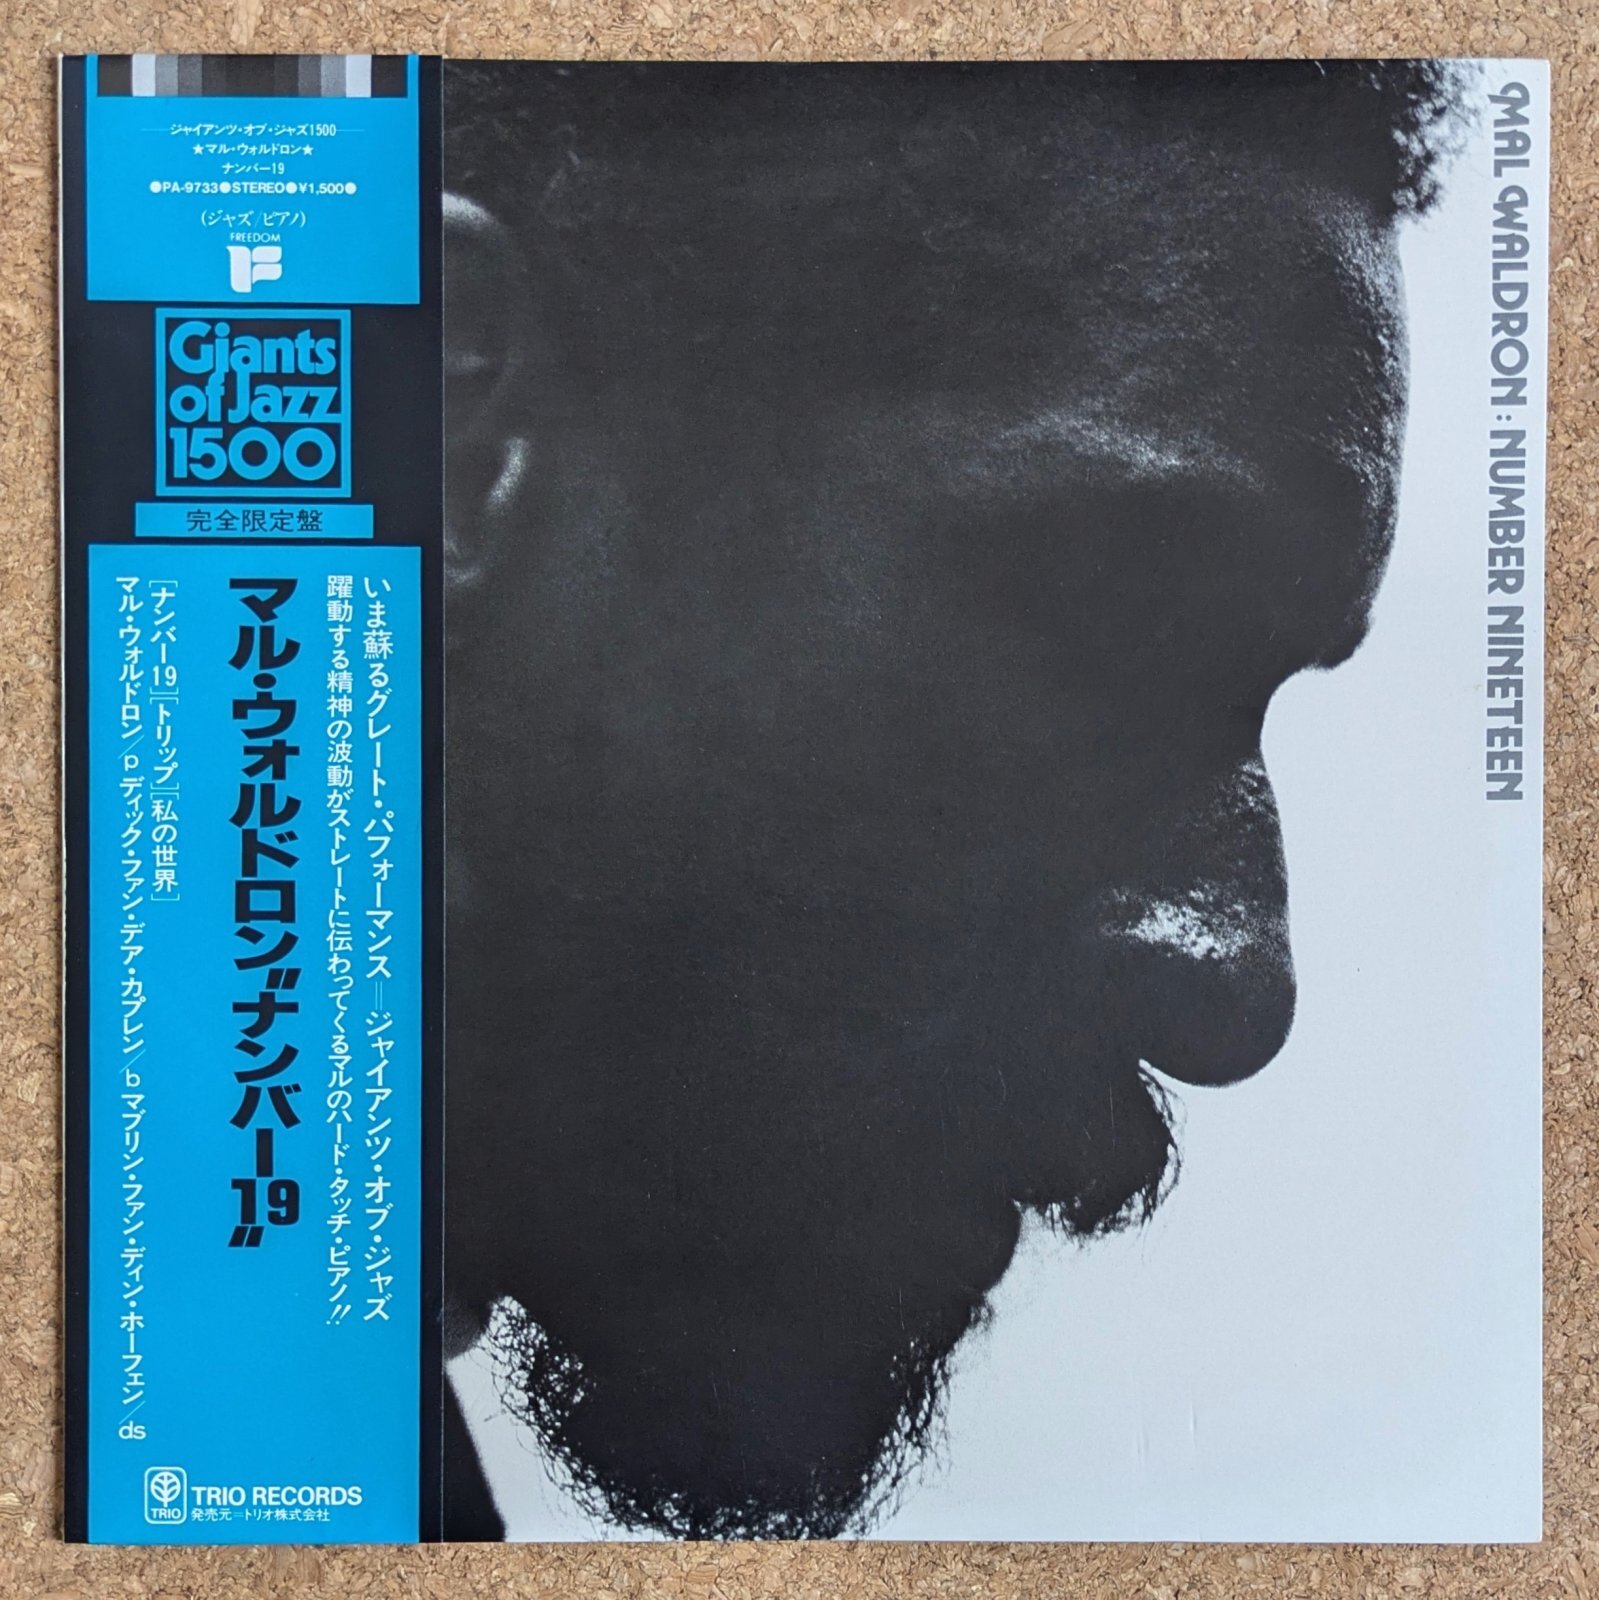 ジャイアンツ・オブ・ジャズ1500
★マル・ウォルドロン★
ナンバー19
●PA-9733●STEREO●¥1,500●
(ジャズ/ピアノ)
FREEDOM
Giants
of Jazz
1500
完全限定盤
いま蘇るグレート・パフォーマンス=ジャイアンツ・オブ・ジャズ
躍動する精神の波動がストレートに伝わってくるマルのハード・タッチ・ピアノ!!
マル・ウォルドロン〝ナンバー19〟
[ナンバー19][トリップ][私の世界]
マル・ウォルドロン/p ディック・ファン・デア・カプレン/b マブリン・ファン・ディン・ホーフェン/ds
TRIO
TRIO RECORDS
発売元=トリオ株式会社
MAL WALDRON: NUMBER NINETEEN